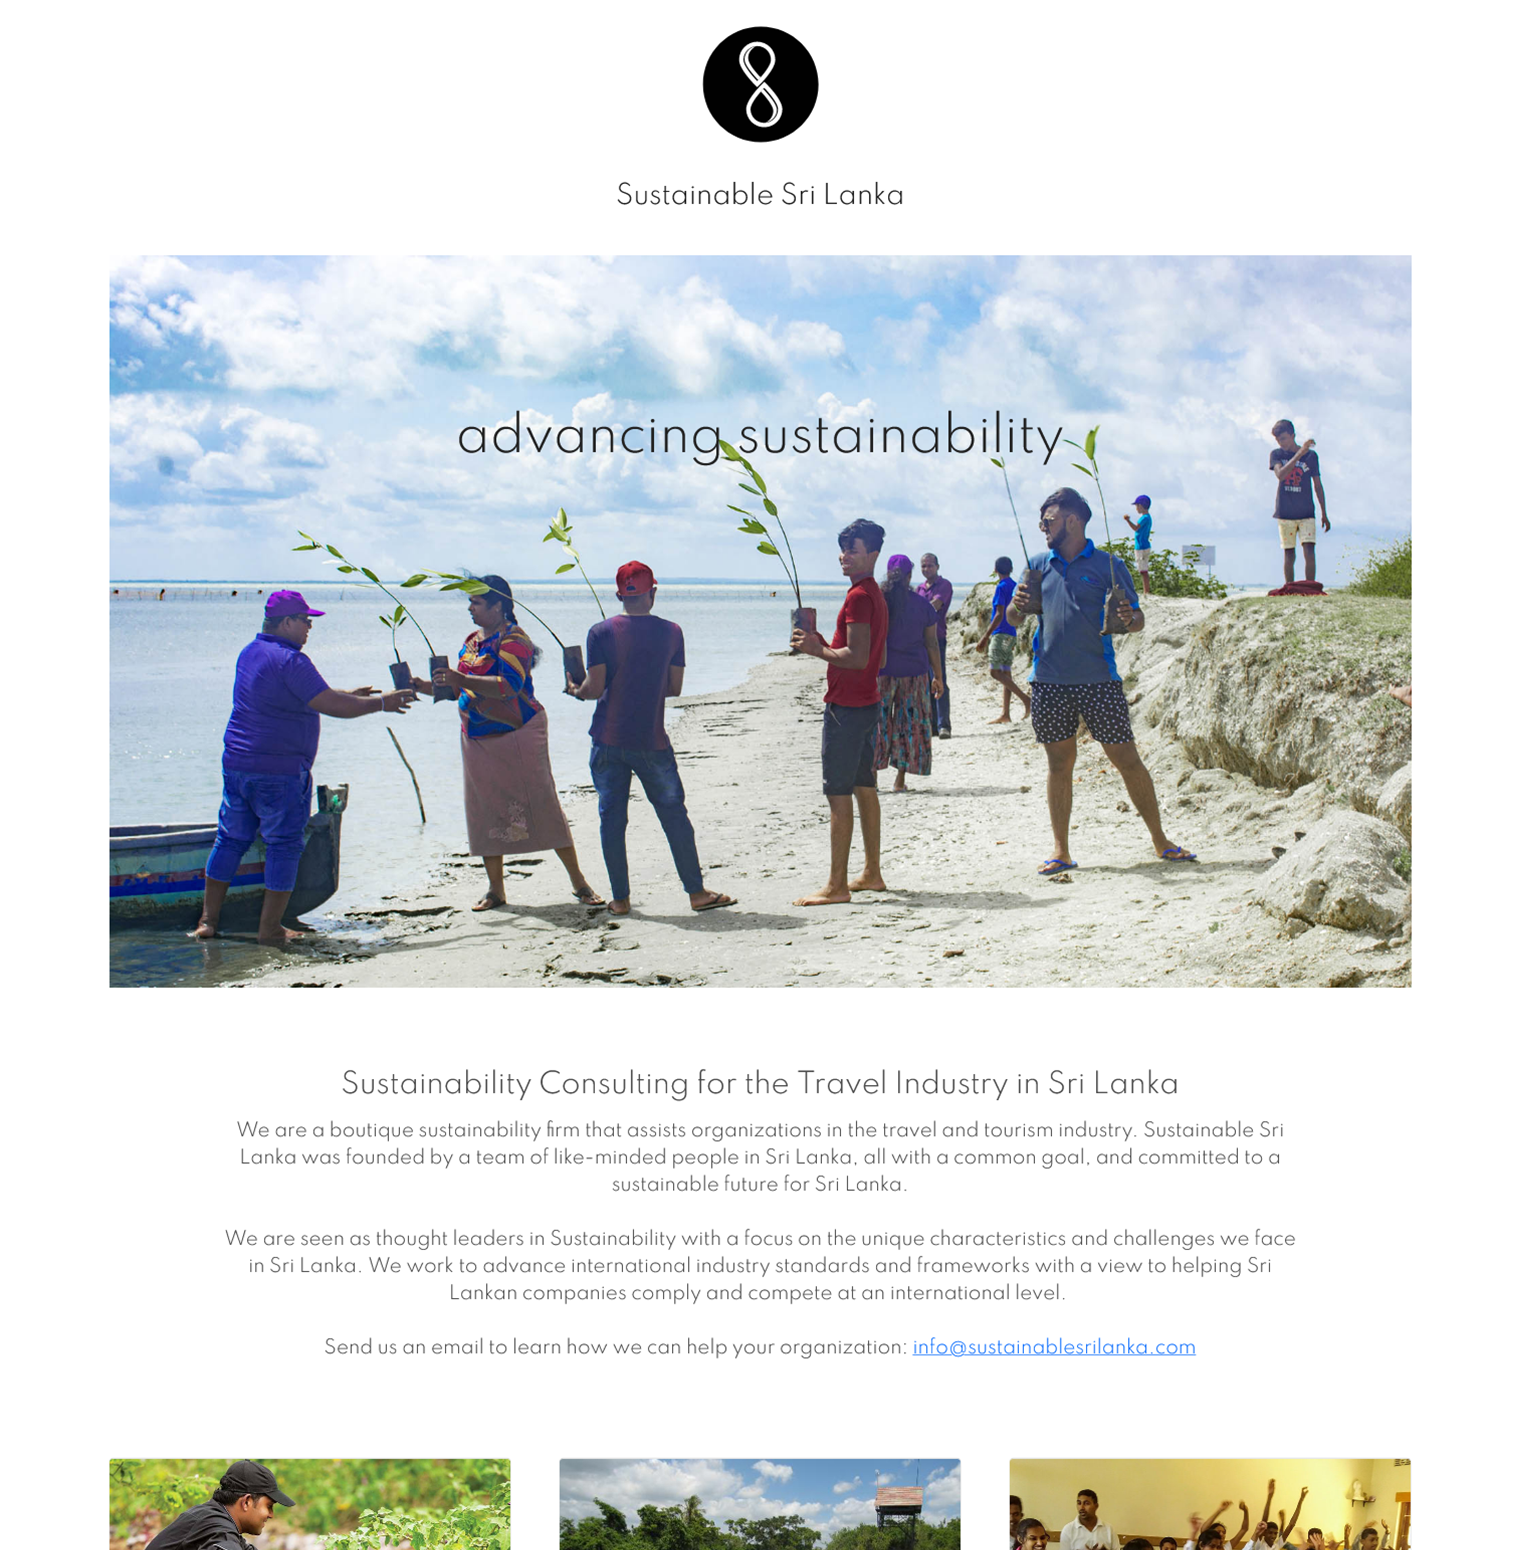 Sustainable Sri Lanka
advancing sustainability
Sustainability Consulting for the Travel Industry in Sri Lanka
We are a boutique sustainability firm that assists organizations in the travel and tourism industry. Sustainable Sri
Lanka was founded by a team of like-minded people in Sri Lanka, all with a common goal, and committed to a
sustainable future for Sri Lanka.
We are seen as thought leaders in Sustainability with a focus on the unique characteristics and challenges we face
in Sri Lanka. We work to advance international industry standards and frameworks with a view to helping Sri
Lankan companies comply and compete at an international level.
Send us an email to learn how we can help your organization: info@sustainablesrilanka.com